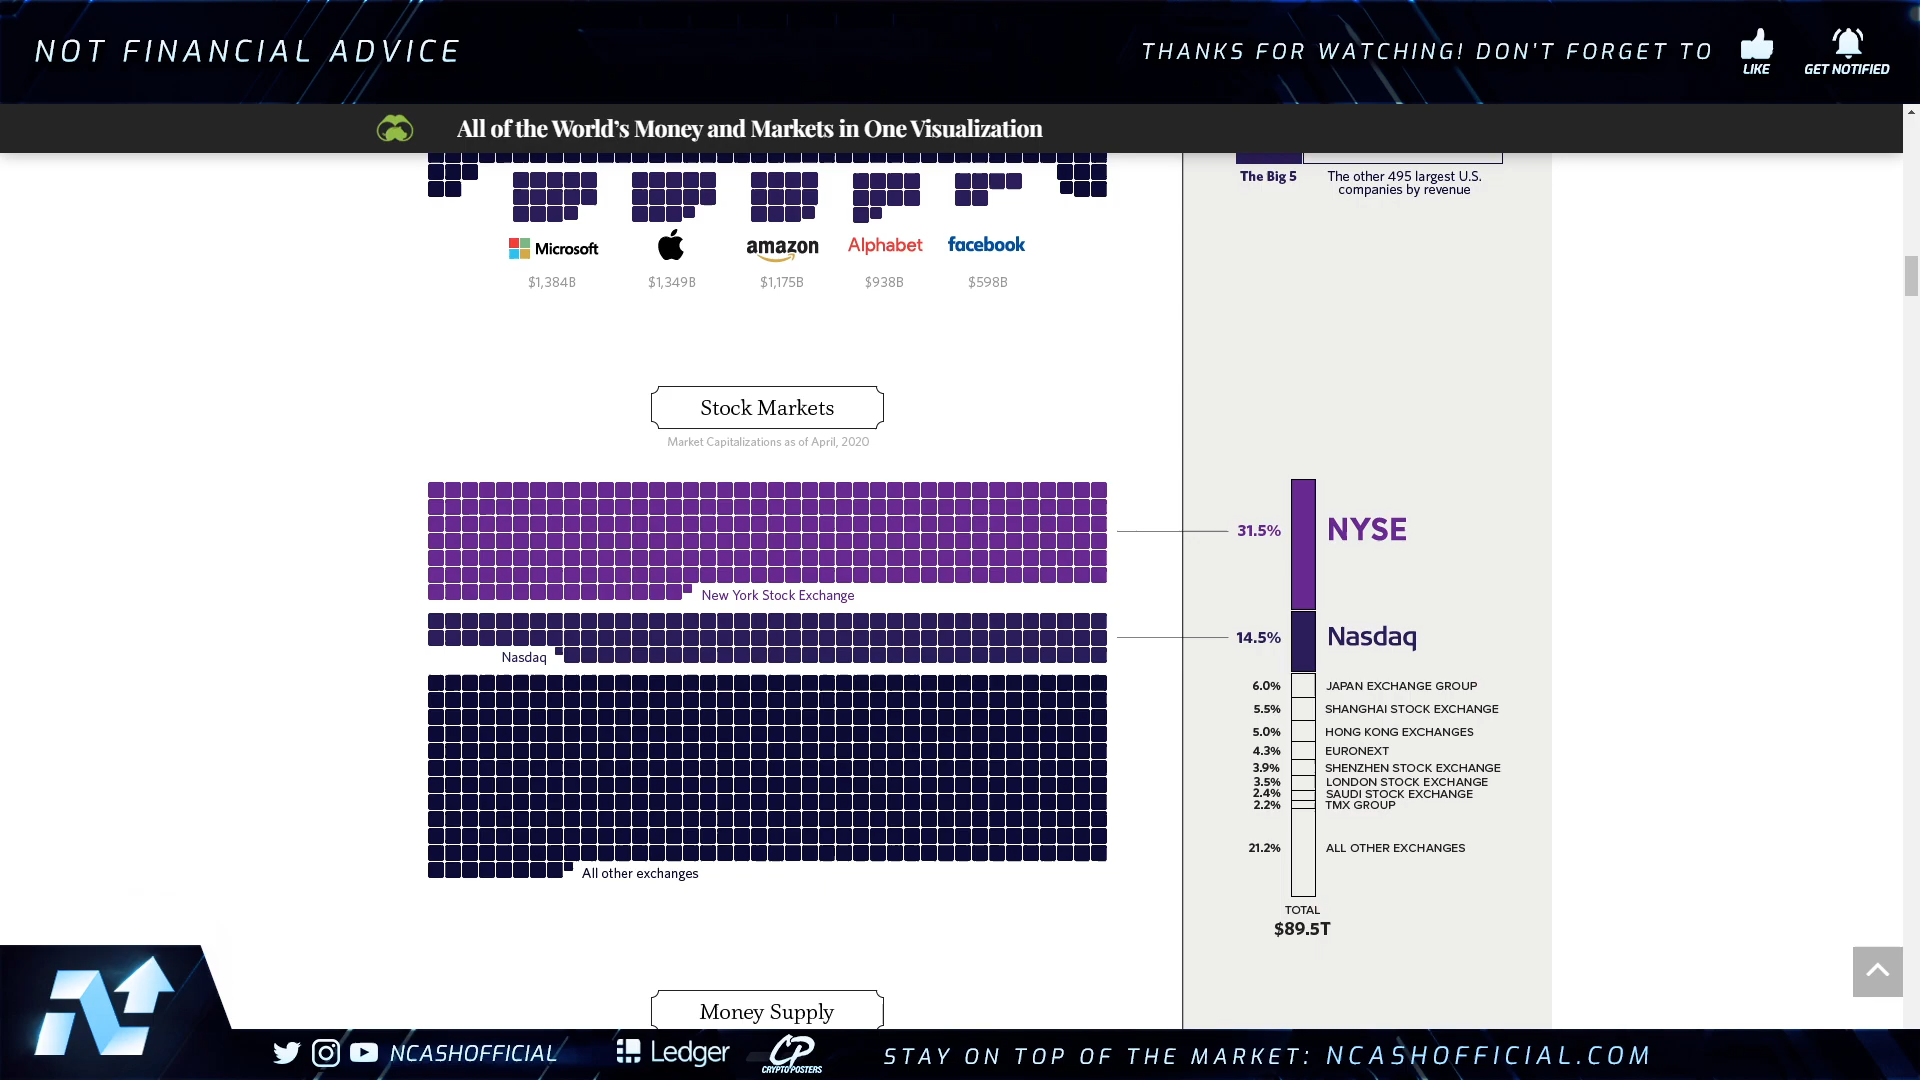 NOT FINANCIAL ADVICE
THANKS FOR WATCHING! DON'T FORGET TO
LIKE
GET NOTIFIED
All of the World's Money and Markets in One Visualization
The Big 5
The other 495 largest U.S.
companies by revenue
Microsoft
amazon
Alphabet
facebook
$1,384B
$1,349B
$1,175B
$938B
$598B
Stock Markets
Market Capitalizations as of April, 2020
31.5%
NYSE
New York Stock Exchange
14.5%
Nasdaq
Nasdaq
6.0%
JAPAN EXCHANGE GROUP
5.5%
SHANGHAI STOCK EXCHANGE
5.0%
HONG KONG EXCHANGES
4.3%
EURONEXT
3.9%
SHENZHEN STOCK EXCHANGE
3.5%
LONDON STOCK EXCHANGE
2.4%
SAUDI STOCK EXCHANGE
2.2%
TMX GROUP
21.2%
ALL OTHER EXCHANGES
All other exchanges
TOTAL
$89.5T
Money Supply
NCASHOFFICIAL
Ledger
CP
CRYPTOPOSTERS
STAY ON TOP OF THE MARKET: NCASHOFFICIAL.COM